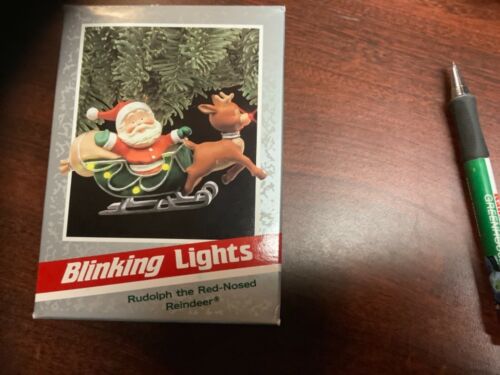 Blinking Lights
Rudolph the Red-Nosed
Reindeer®